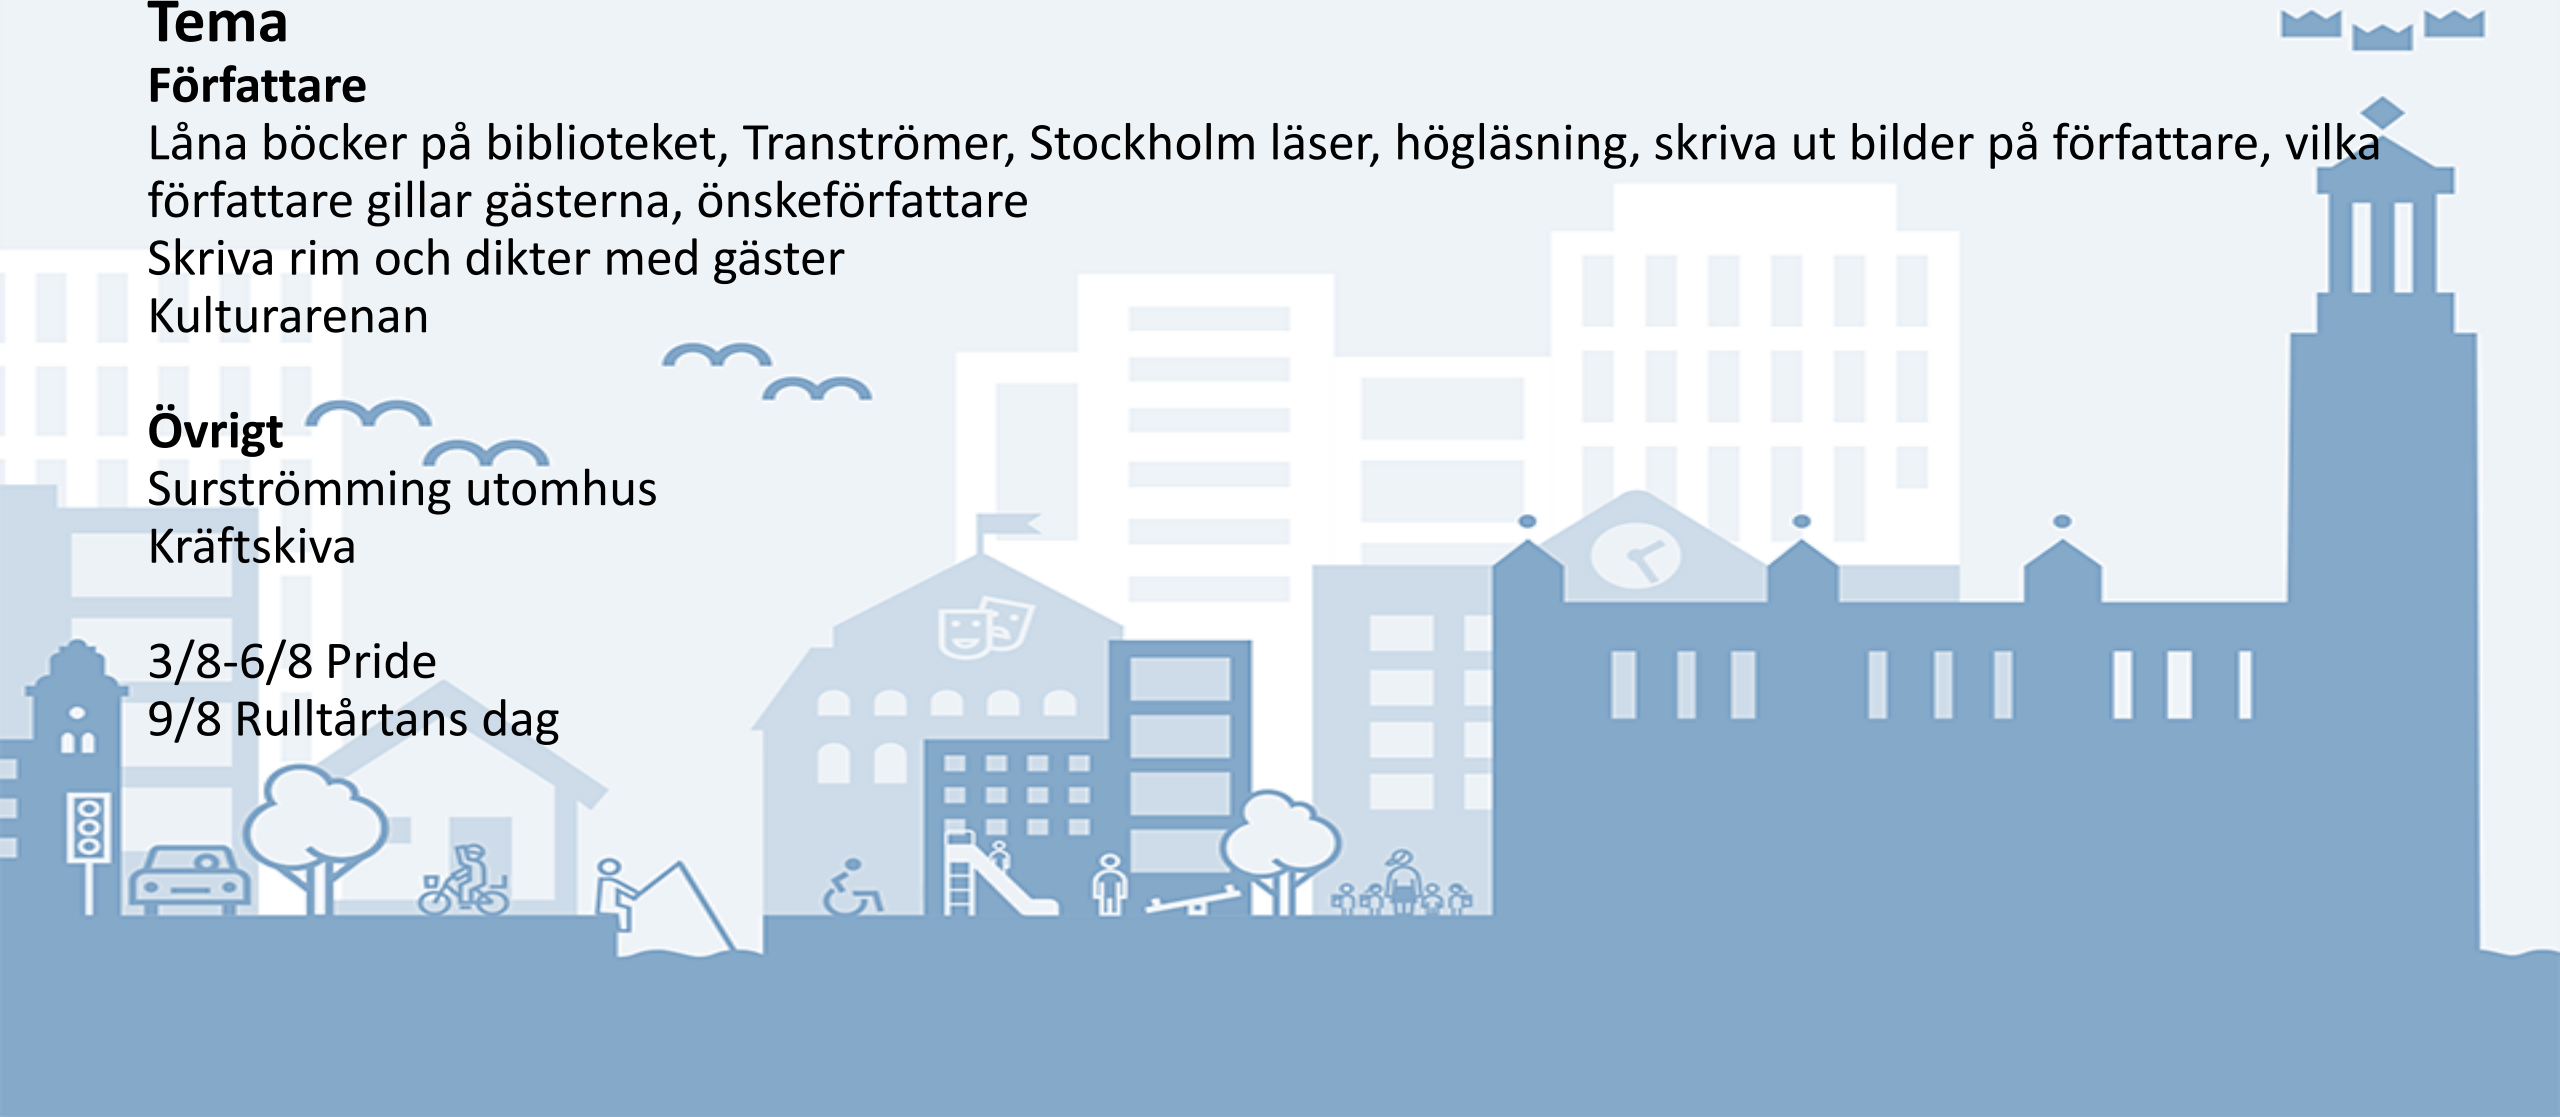 Tema
Författare
Låna böcker på biblioteket, Tranströmer, Stockholm läser, högläsning, skriva ut bilder på författare, vilka
författare gillar gästerna, önskeförfattare
Skriva rim och dikter med gäster
Kulturarenan
Övrigt
Surströmming utomhus
Kräftskiva
3/8-6/8 Pride
9/8 Rulltårtans dag